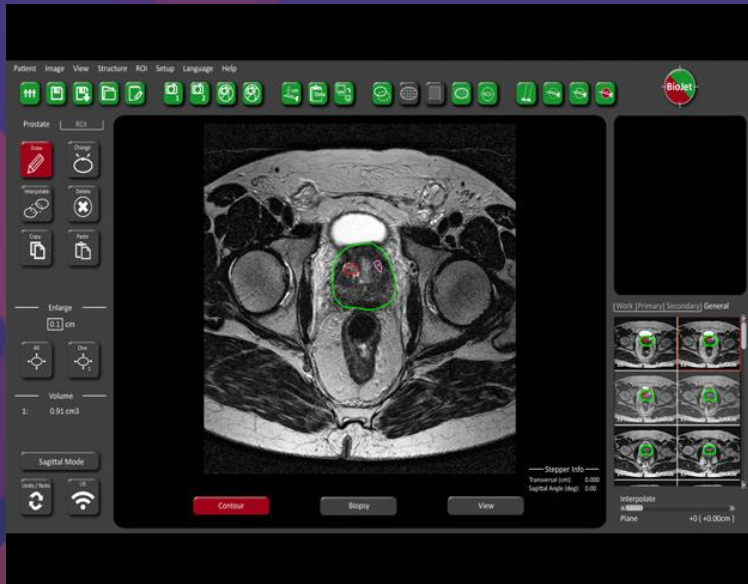 Patient Image View Structure ROI Setup Language Help
BioJet
Prostate ROI
Draw Change
Interpolate Delete
Copy Paste
Enlarge
0.1 cm
All One
1
Volume
1: 0.91 cm3
Sagittal Mode
Undo / Redo US
|Work |Primary| Secondary| General
Stepper Info
Transversal (cm): 0.000
Sagittal Angle (deg): 0.00
Contour Biopsy View
Interpolate
Plane +0 ( +0.00cm )